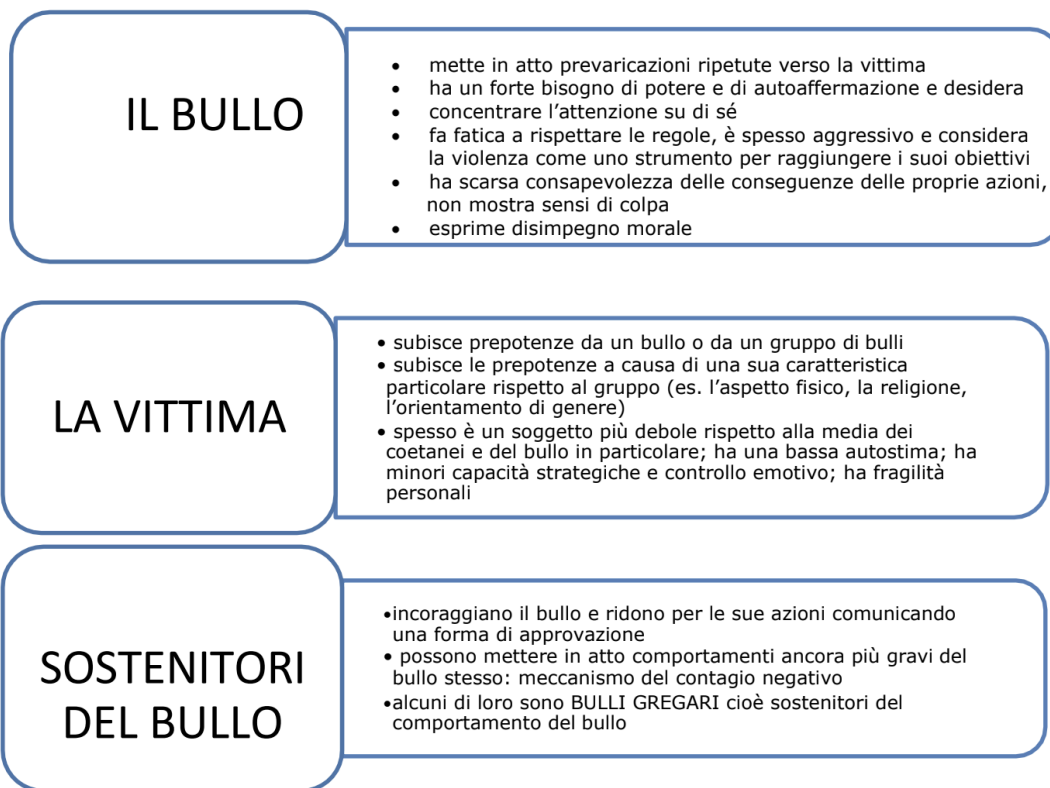 IL BULLO
• mette in atto prevaricazioni ripetute verso la vittima
• ha un forte bisogno di potere e di autoaffermazione e desidera
• concentrare l’attenzione su di sé
• fa fatica a rispettare le regole, è spesso aggressivo e considera
la violenza come uno strumento per raggiungere i suoi obiettivi
• ha scarsa consapevolezza delle conseguenze delle proprie azioni,
non mostra sensi di colpa
• esprime disimpegno morale
LA VITTIMA
• subisce prepotenze da un bullo o da un gruppo di bulli
• subisce le prepotenze a causa di una sua caratteristica
particolare rispetto al gruppo (es. l’aspetto fisico, la religione,
l’orientamento di genere)
• spesso è un soggetto più debole rispetto alla media dei
coetanei e del bullo in particolare; ha una bassa autostima; ha
minori capacità strategiche e controllo emotivo; ha fragilità
personali
SOSTENITORI
DEL BULLO
•incoraggiano il bullo e ridono per le sue azioni comunicando
una forma di approvazione
• possono mettere in atto comportamenti ancora più gravi del
bullo stesso: meccanismo del contagio negativo
•alcuni di loro sono BULLI GREGARI cioè sostenitori del
comportamento del bullo